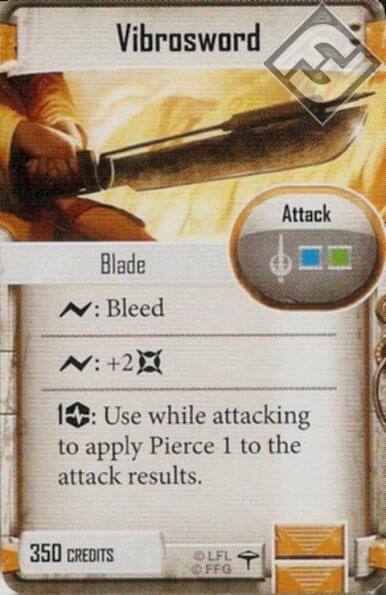 Vibrosword
Attack
Blade
: Bleed
: +2
1: Use while attacking
to apply Pierce 1 to the
attack results.
350 CREDITS
© LFL
© FFG